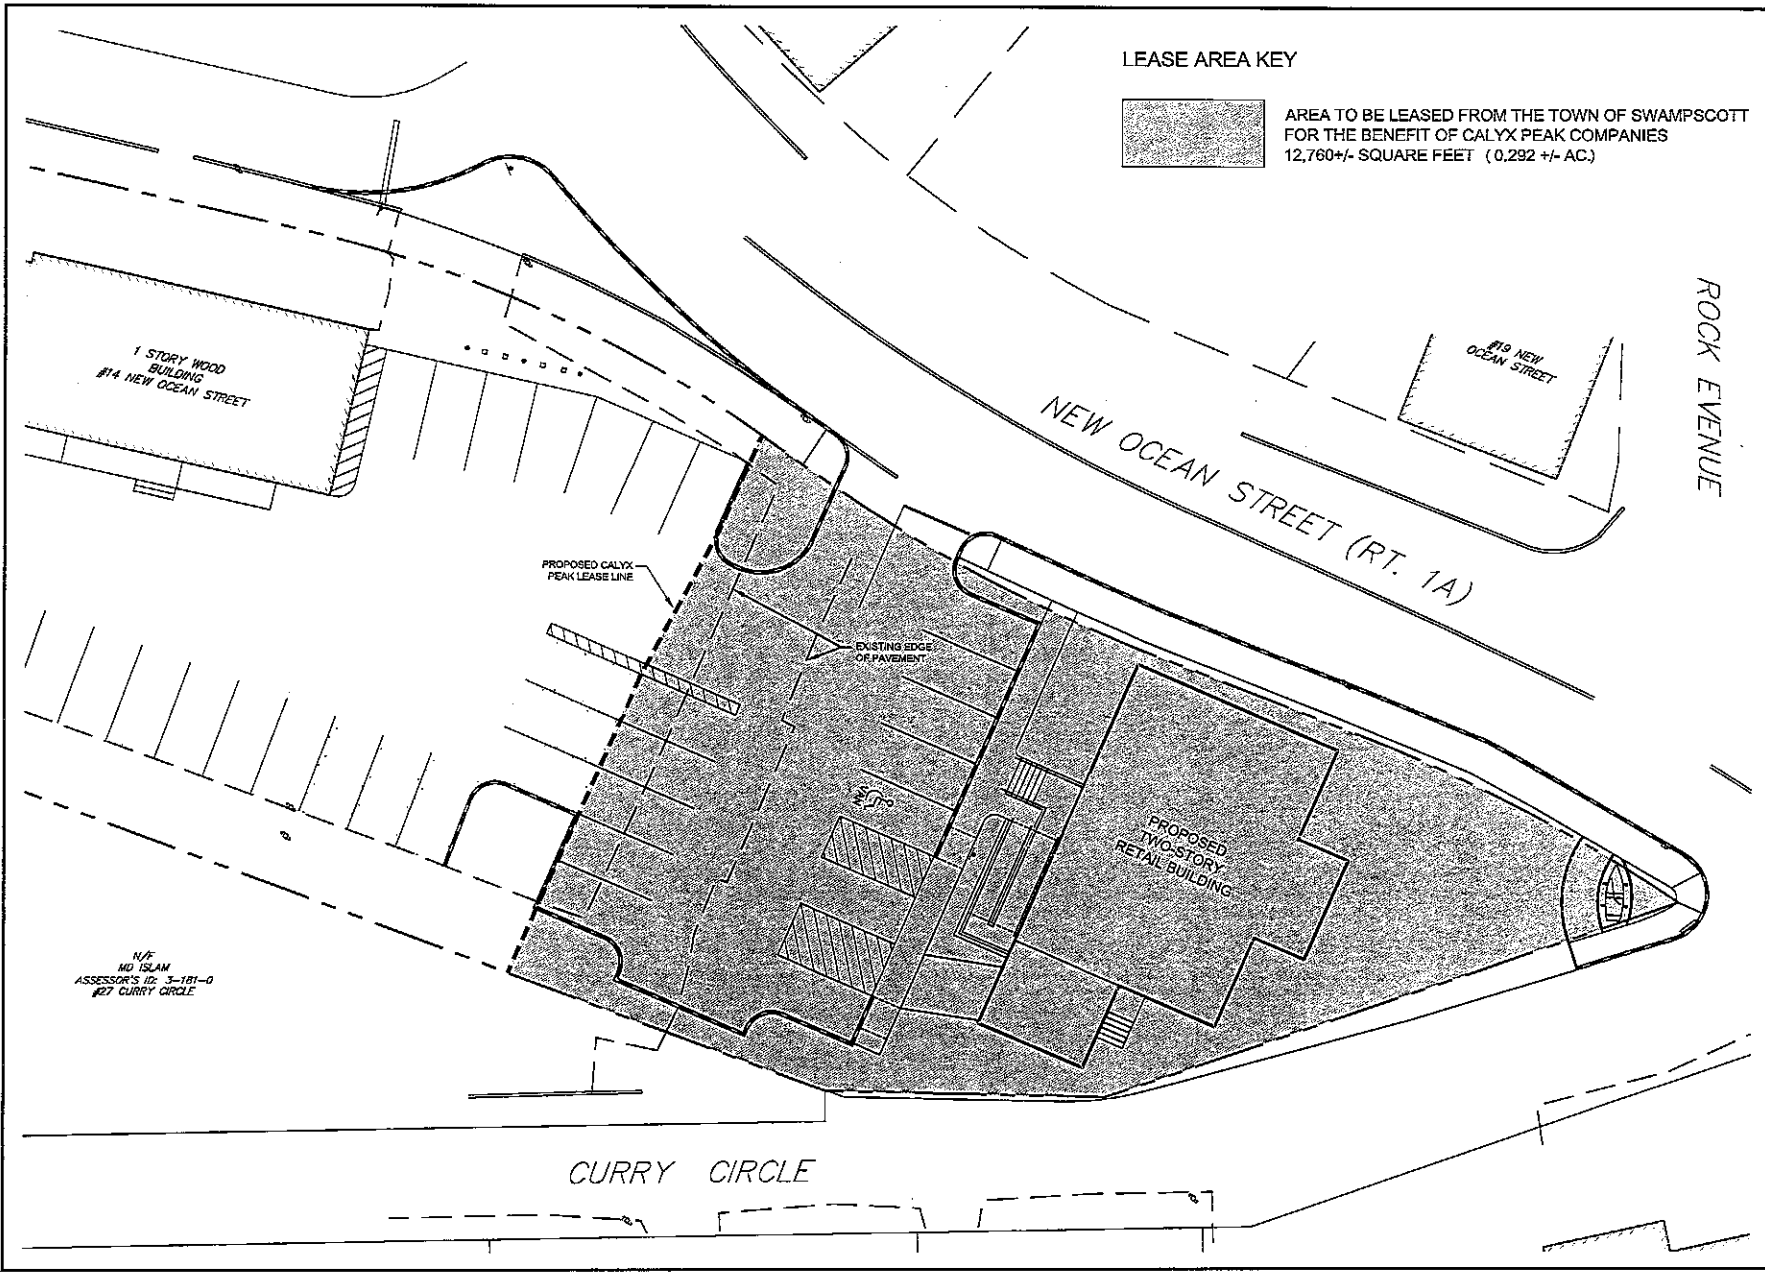 LEASE AREA KEY
AREA TO BE LEASED FROM THE TOWN OF SWAMPSCOTT
FOR THE BENEFIT OF CALYX PEAK COMPANIES
12,760+/- SQUARE FEET (0.292 +/- AC.)
ROCK EVENUE
#19 NEW
OCEAN STREET
1 STORY WOOD
BUILDING
#14 NEW OCEAN STREET
NEW OCEAN STREET (RT. 1A)
PROPOSED CALYX
PEAK LEASE LINE
EXISTING EDGE
OF PAVEMENT
PROPOSED
TWO-STORY
RETAIL BUILDING
N/F
MD ISLAM
ASSESSOR'S ID: 3-181-0
#27 CURRY CIRCLE
CURRY CIRCLE